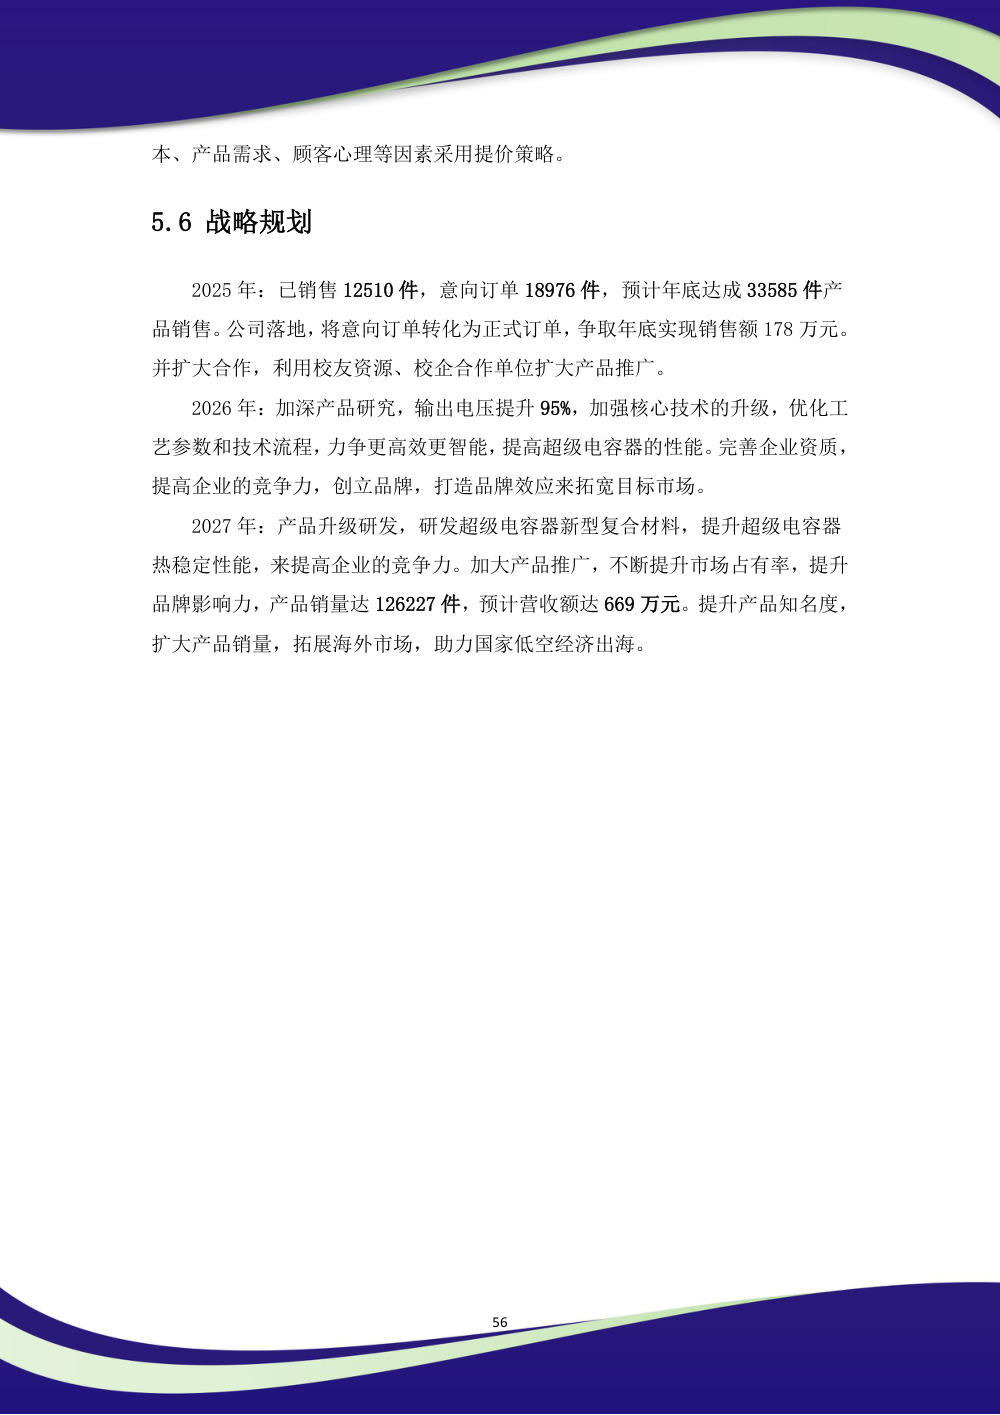 本、产品需求、顾客心理等因素采用提价策略。
5.6 战略规划
2025 年：已销售 12510 件，意向订单 18976 件，预计年底达成 33585 件产
品销售。公司落地，将意向订单转化为正式订单，争取年底实现销售额 178 万元。
并扩大合作，利用校友资源、校企合作单位扩大产品推广。
2026 年：加深产品研究，输出电压提升 95%，加强核心技术的升级，优化工
艺参数和技术流程，力争更高效更智能，提高超级电容器的性能。完善企业资质，
提高企业的竞争力，创立品牌，打造品牌效应来拓宽目标市场。
2027 年：产品升级研发，研发超级电容器新型复合材料，提升超级电容器
热稳定性能，来提高企业的竞争力。加大产品推广，不断提升市场占有率，提升
品牌影响力，产品销量达 126227 件，预计营收额达 669 万元。提升产品知名度，
扩大产品销量，拓展海外市场，助力国家低空经济出海。
56